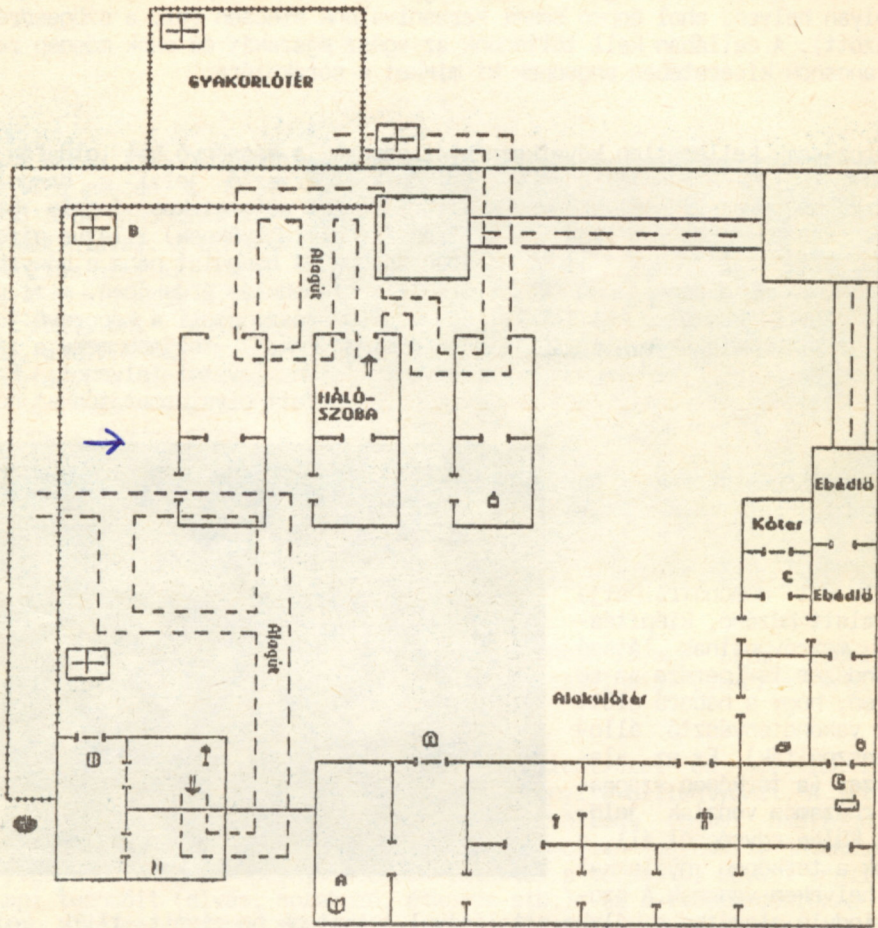 GYAKORLÓTÉR
B
Alagút
HÁLÓ-
SZOBA
Ebédlő
Kóter
C
Ebédlő
Alagút
Alakulótér
A